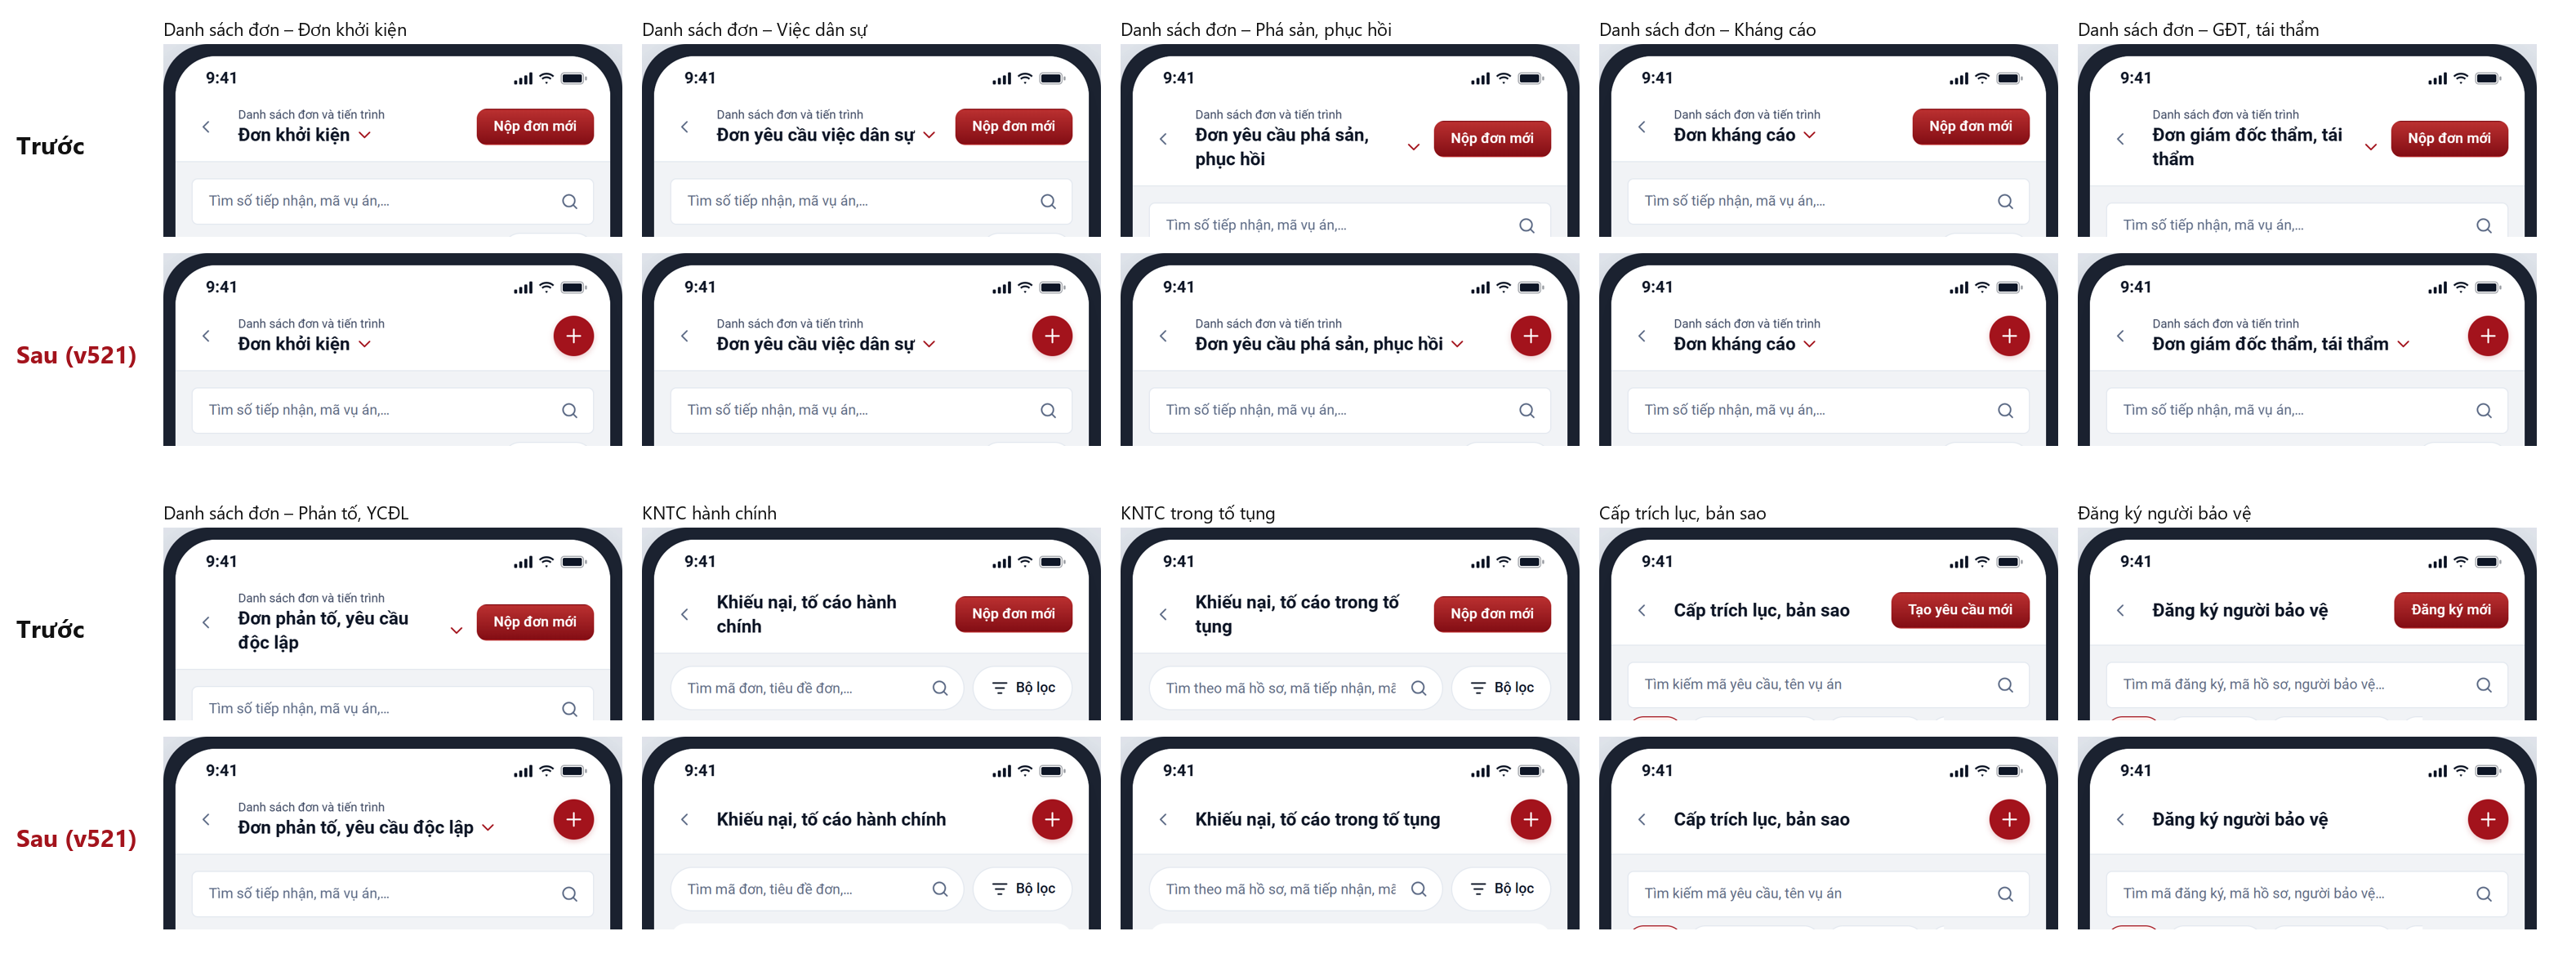 Danh sách đơn – Đơn khởi kiện
Danh sách đơn – Việc dân sự
Danh sách đơn – Phá sản, phục hồi
Danh sách đơn – Kháng cáo
Danh sách đơn – GĐT, tái thẩm
Trước
9:41
Danh sách đơn và tiến trình
Đơn khởi kiện
Nộp đơn mới
Tìm số tiếp nhận, mã vụ án,...
9:41
Danh sách đơn và tiến trình
Đơn yêu cầu việc dân sự
Nộp đơn mới
Tìm số tiếp nhận, mã vụ án,...
9:41
Danh sách đơn và tiến trình
Đơn yêu cầu phá sản,
phục hồi
Nộp đơn mới
Tìm số tiếp nhận, mã vụ án,...
9:41
Danh sách đơn và tiến trình
Đơn kháng cáo
Nộp đơn mới
Tìm số tiếp nhận, mã vụ án,...
9:41
Danh sách đơn và tiến trình
Đơn giám đốc thẩm, tái
thẩm
Nộp đơn mới
Tìm số tiếp nhận, mã vụ án,...
Sau (v521)
9:41
Danh sách đơn và tiến trình
Đơn khởi kiện
Tìm số tiếp nhận, mã vụ án,...
9:41
Danh sách đơn và tiến trình
Đơn yêu cầu việc dân sự
Tìm số tiếp nhận, mã vụ án,...
9:41
Danh sách đơn và tiến trình
Đơn yêu cầu phá sản, phục hồi
Tìm số tiếp nhận, mã vụ án,...
9:41
Danh sách đơn và tiến trình
Đơn kháng cáo
Tìm số tiếp nhận, mã vụ án,...
9:41
Danh sách đơn và tiến trình
Đơn giám đốc thẩm, tái thẩm
Tìm số tiếp nhận, mã vụ án,...
Danh sách đơn – Phản tố, YCĐL
KNTC hành chính
KNTC trong tố tụng
Cấp trích lục, bản sao
Đăng ký người bảo vệ
Trước
9:41
Danh sách đơn và tiến trình
Đơn phản tố, yêu cầu
độc lập
Nộp đơn mới
Tìm số tiếp nhận, mã vụ án,...
9:41
Khiếu nại, tố cáo hành
chính
Nộp đơn mới
Tìm mã đơn, tiêu đề đơn,...
Bộ lọc
9:41
Khiếu nại, tố cáo trong tố
tụng
Nộp đơn mới
Tìm theo mã hồ sơ, mã tiếp nhận, mã
Bộ lọc
9:41
Cấp trích lục, bản sao
Tạo yêu cầu mới
Tìm kiếm mã yêu cầu, tên vụ án
9:41
Đăng ký người bảo vệ
Đăng ký mới
Tìm mã đăng ký, mã hồ sơ, người bảo vệ...
Sau (v521)
9:41
Danh sách đơn và tiến trình
Đơn phản tố, yêu cầu độc lập
Tìm số tiếp nhận, mã vụ án,...
9:41
Khiếu nại, tố cáo hành chính
Tìm mã đơn, tiêu đề đơn,...
Bộ lọc
9:41
Khiếu nại, tố cáo trong tố tụng
Tìm theo mã hồ sơ, mã tiếp nhận, mã
Bộ lọc
9:41
Cấp trích lục, bản sao
Tìm kiếm mã yêu cầu, tên vụ án
9:41
Đăng ký người bảo vệ
Tìm mã đăng ký, mã hồ sơ, người bảo vệ...